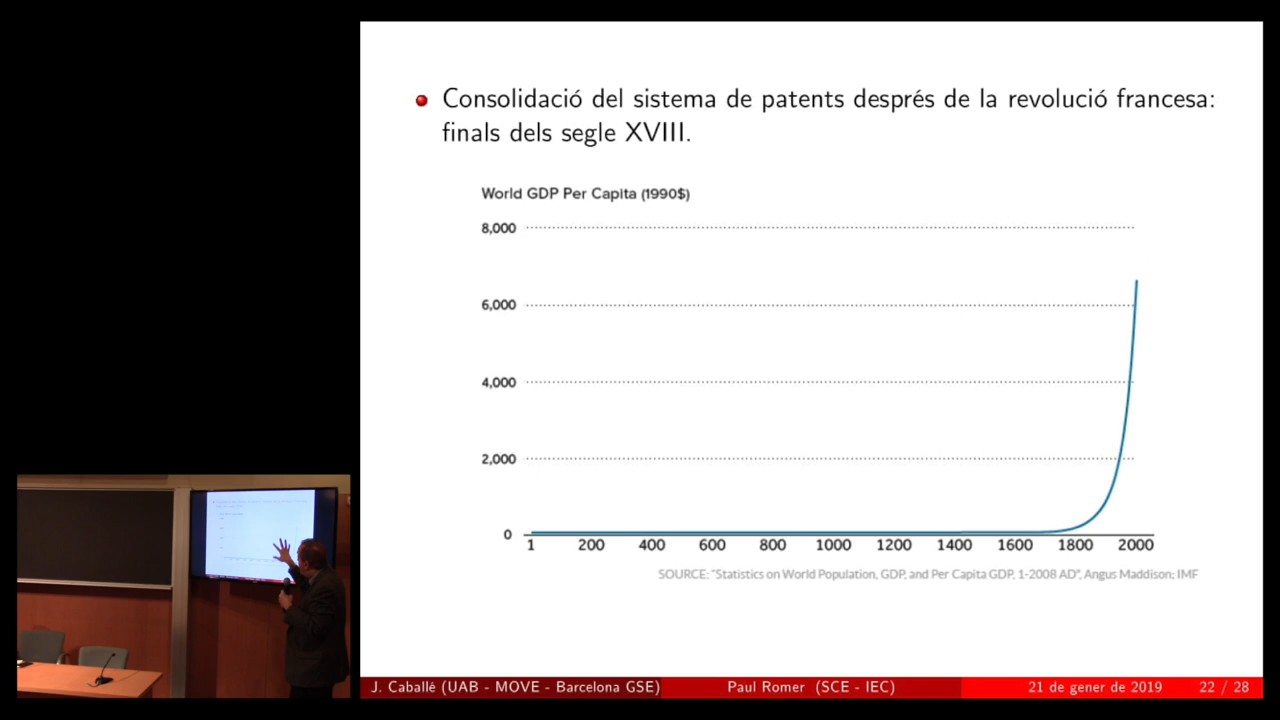 Consolidació del sistema de patents després de la revolució francesa:
finals dels segle XVIII.
World GDP Per Capita (1990$)
8,000
6,000
4,000
2,000
0
1 200 400 600 800 1000 1200 1400 1600 1800 2000
SOURCE: "Statistics on World Population, GDP, and Per Capita GDP, 1-2008 AD", Angus Maddison; IMF
J. Caballé (UAB - MOVE - Barcelona GSE) Paul Romer (SCE - IEC) 21 de gener de 2019 22 / 28